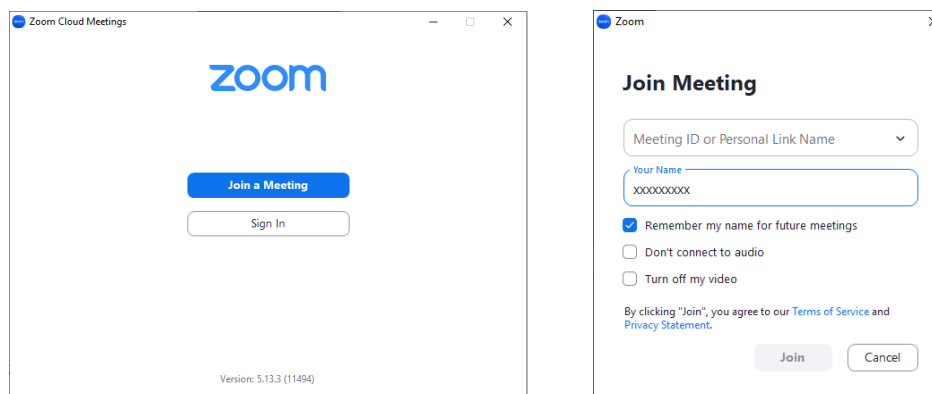 Zoom Cloud Meetings
zoom
Join a Meeting
Sign In
Version: 5.13.3 (11494)
Zoom
Join Meeting
Meeting ID or Personal Link Name
Your Name
xxxxxxxxx
Remember my name for future meetings
Don't connect to audio
Turn off my video
By clicking "Join", you agree to our Terms of Service and
Privacy Statement.
Join
Cancel